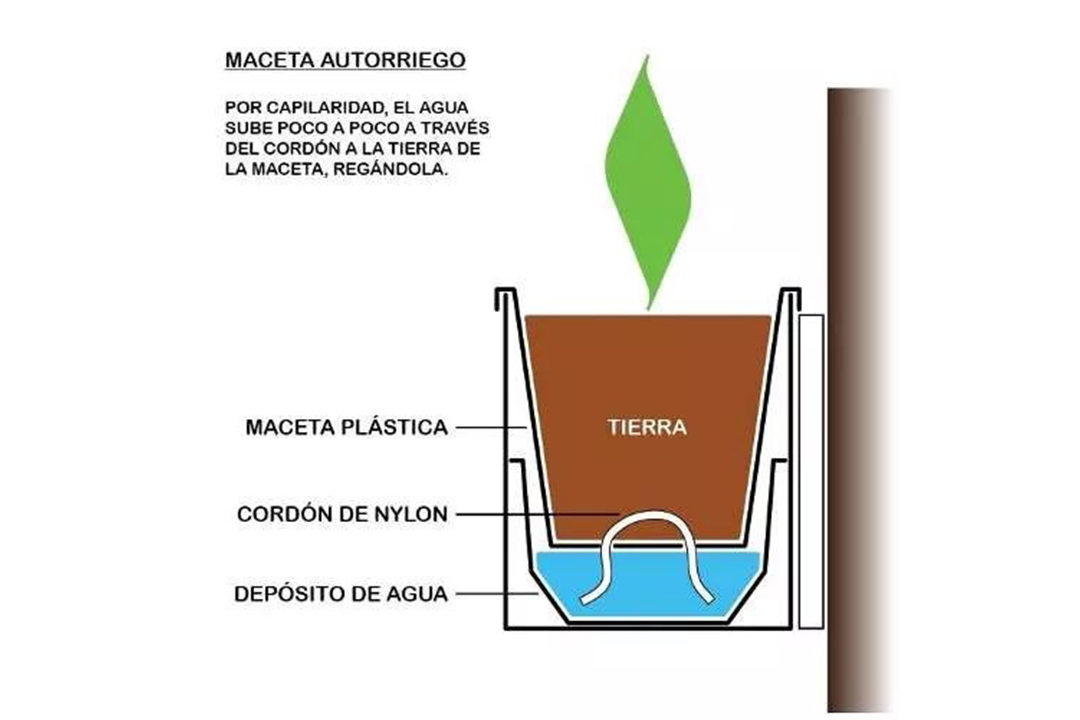 MACETA AUTORRIEGO
POR CAPILARIDAD, EL AGUA
SUBE POCO A POCO A TRAVÉS
DEL CORDÓN A LA TIERRA DE
LA MACETA, REGÁNDOLA.
MACETA PLÁSTICA
TIERRA
CORDÓN DE NYLON
DEPÓSITO DE AGUA